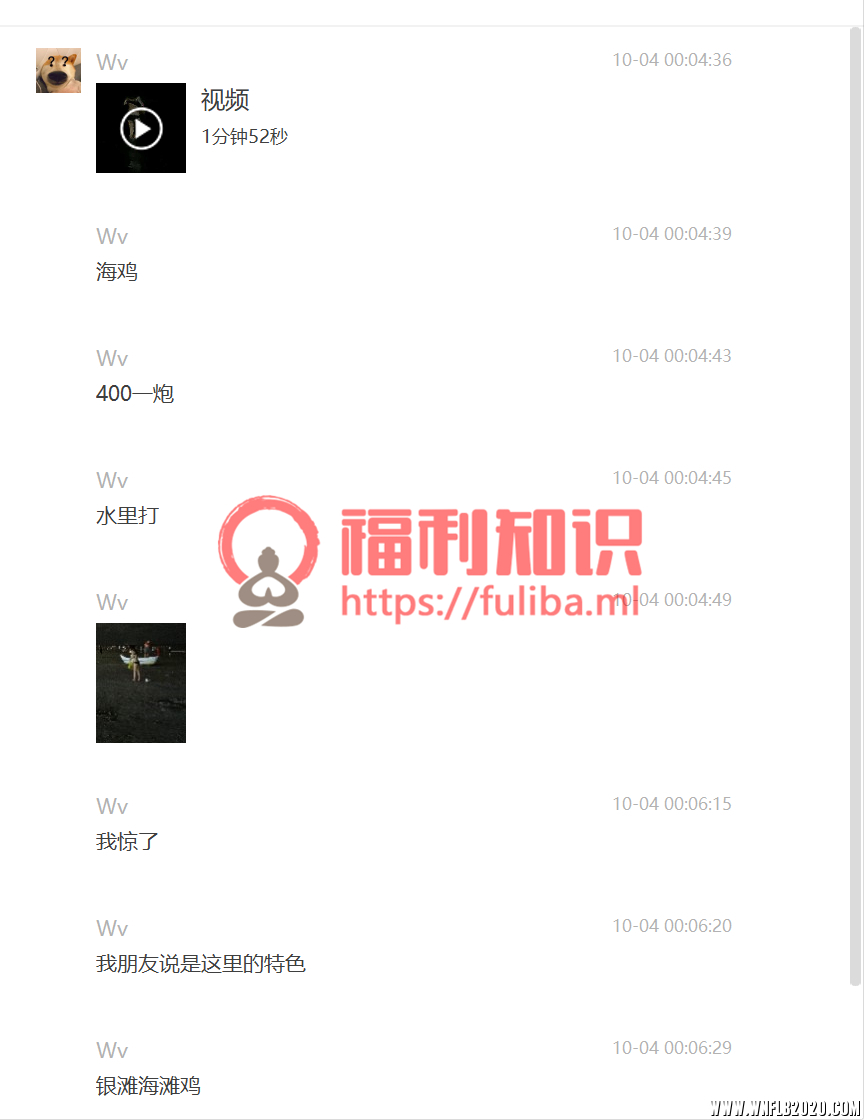 Wv 10-04 00:04:36
视频
1分钟52秒
Wv 10-04 00:04:39
海鸡
Wv 10-04 00:04:43
400一炮
Wv 10-04 00:04:45
水里打
福利知识
https://fuliba.ml
Wv 10-04 00:04:49
Wv 10-04 00:06:15
我惊了
Wv 10-04 00:06:20
我朋友说是这里的特色
Wv 10-04 00:06:29
银滩海滩鸡
WWW.WNFLB2020.COM